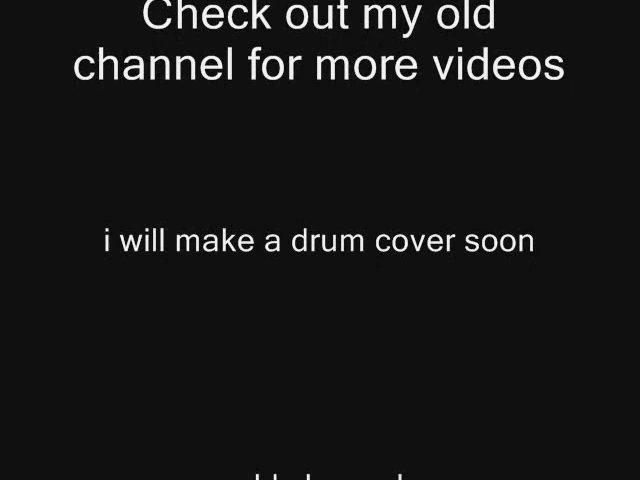 Check out my old
channel for more videos
i will make a drum cover soon